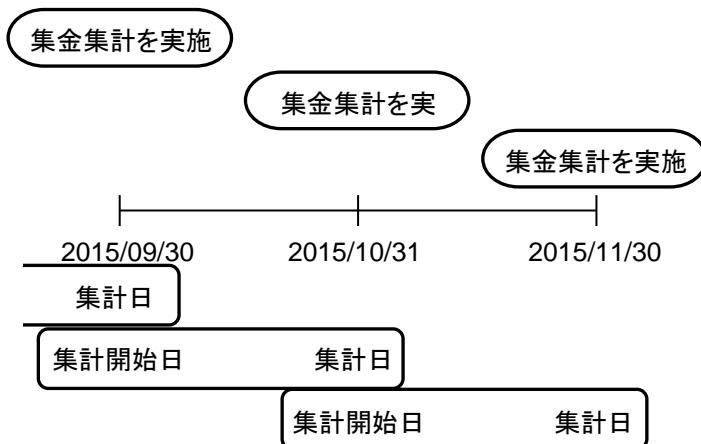 集金集計を実施
集金集計を実
集金集計を実施
2015/09/30
2015/10/31
2015/11/30
集計日
集計開始日
集計日
集計開始日
集計日